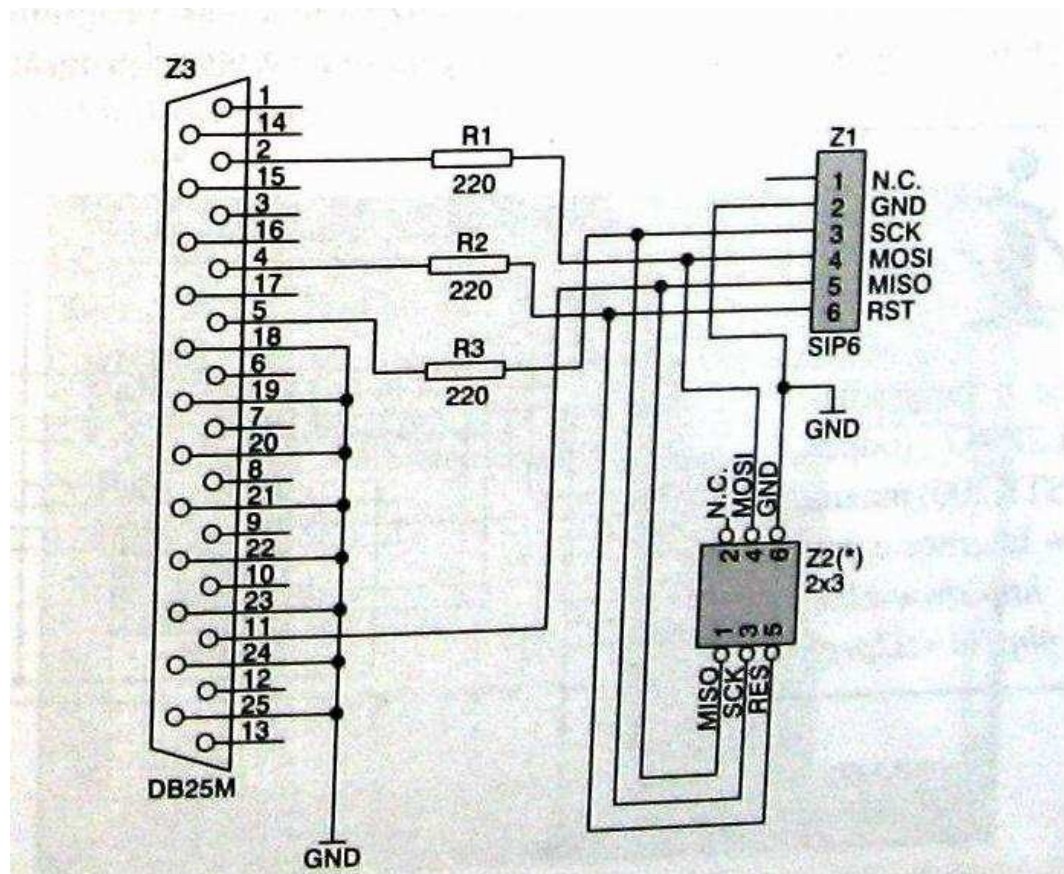 Z3
1
14
2
15
3
16
4
17
5
18
6
19
7
20
8
21
9
22
10
23
11
24
12
25
13
DB25M
GND
R1
220
R2
220
R3
220
Z1
1 N.C.
2 GND
3 SCK
4 MOSI
5 MISO
6 RST
SIP6
GND
N.C.
MOSI
GND
2 4 6
Z2(*)
2x3
1 3 5
MISO
SCK
RES